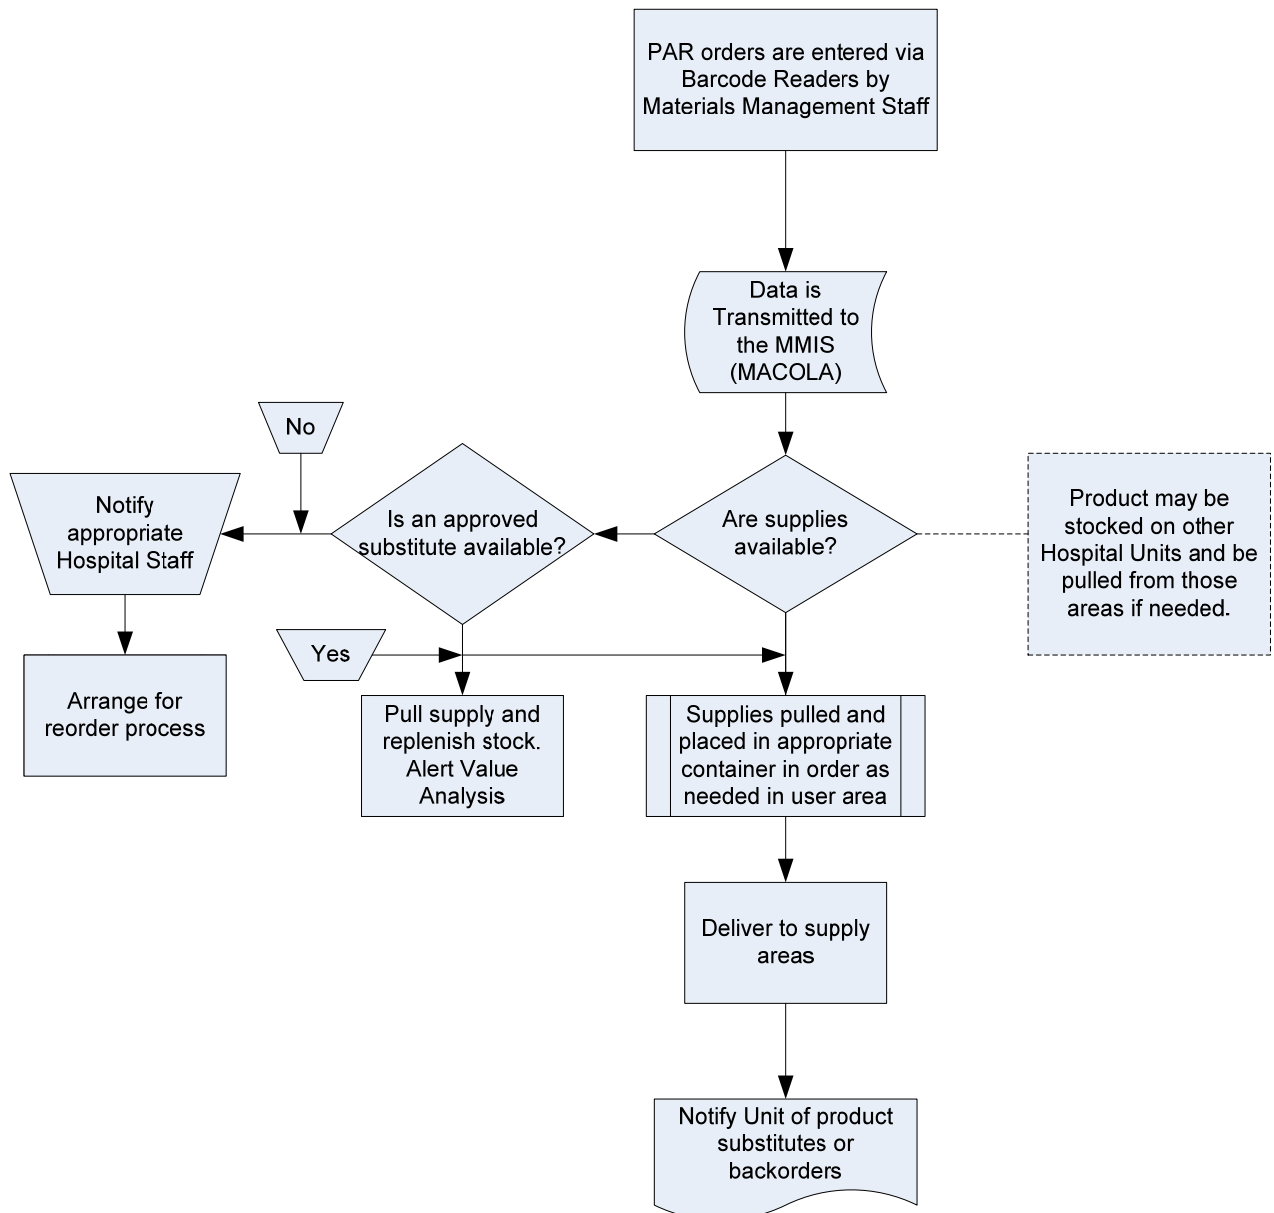 PAR orders are entered via
Barcode Readers by
Materials Management Staff
Data is
Transmitted to
the MMIS
(MACOLA)
No
Notify
appropriate
Hospital Staff
Is an approved
substitute available?
Are supplies
available?
Product may be
stocked on other
Hospital Units and be
pulled from those
areas if needed.
Yes
Arrange for
reorder process
Pull supply and
replenish stock.
Alert Value
Analysis
Supplies pulled and
placed in appropriate
container in order as
needed in user area
Deliver to supply
areas
Notify Unit of product
substitutes or
backorders